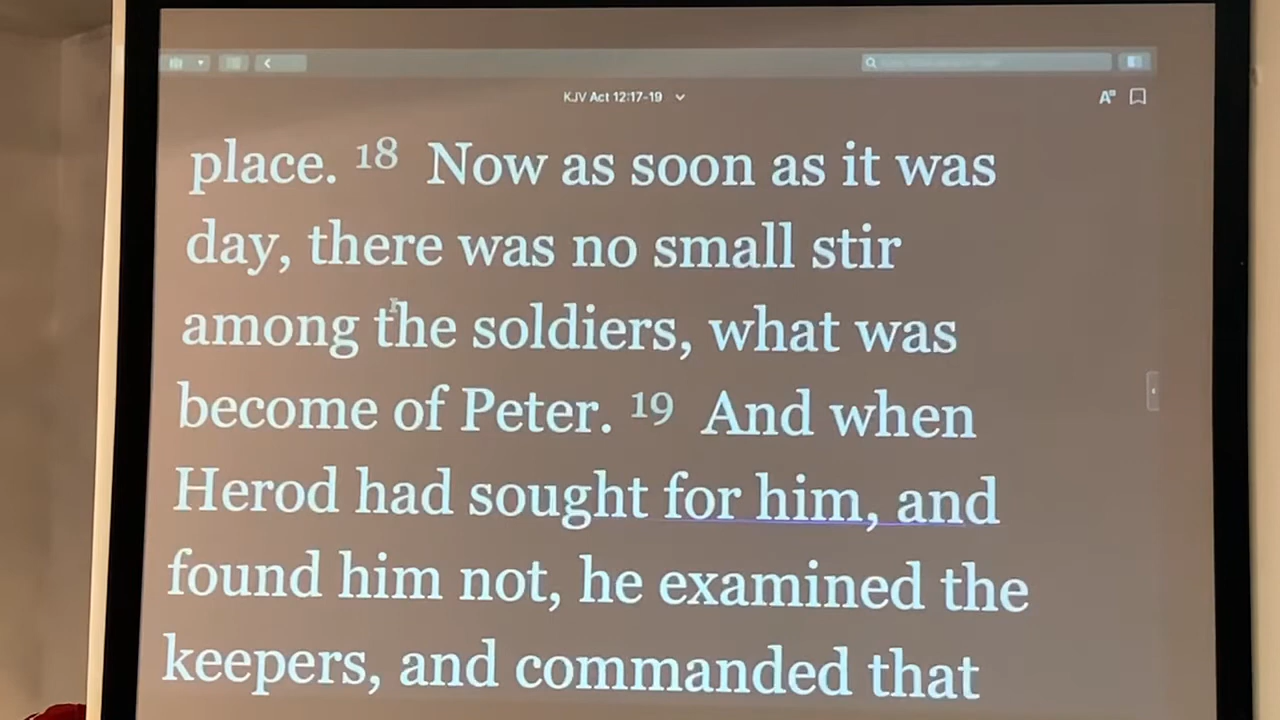 KJV Act 12:17-19
place. 18 Now as soon as it was
day, there was no small stir
among the soldiers, what was
become of Peter. 19 And when
Herod had sought for him, and
found him not, he examined the
keepers, and commanded that